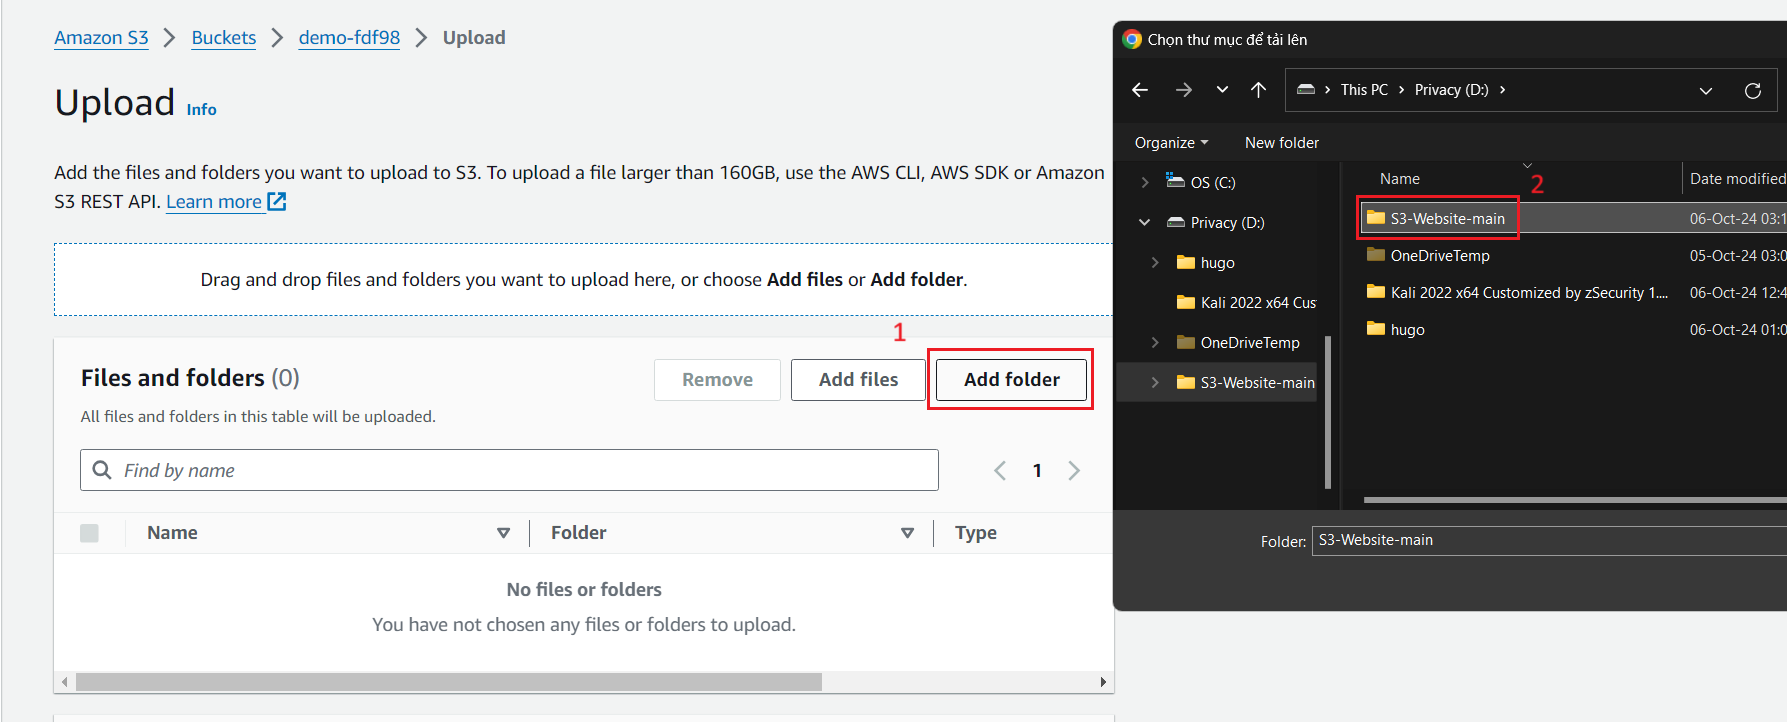 Amazon S3 > Buckets > demo-fdf98 > Upload
Upload Info
Add the files and folders you want to upload to S3. To upload a file larger than 160GB, use the AWS CLI, AWS SDK or Amazon
S3 REST API. Learn more
Drag and drop files and folders you want to upload here, or choose Add files or Add folder.
1
Files and folders (0)
Remove
Add files
Add folder
All files and folders in this table will be uploaded.
Find by name
1
Name
Folder
Type
No files or folders
You have not chosen any files or folders to upload.
Chọn thư mục để tải lên
This PC > Privacy (D:) >
Organize
New folder
OS (C:)
Privacy (D:)
hugo
Kali 2022 x64 Cus
OneDriveTemp
S3-Website-main
Name
2
Date modified
S3-Website-main
06-Oct-24 03:1
OneDriveTemp
05-Oct-24 03:0
Kali 2022 x64 Customized by zSecurity 1....
06-Oct-24 12:4
hugo
06-Oct-24 01:0
Folder: S3-Website-main